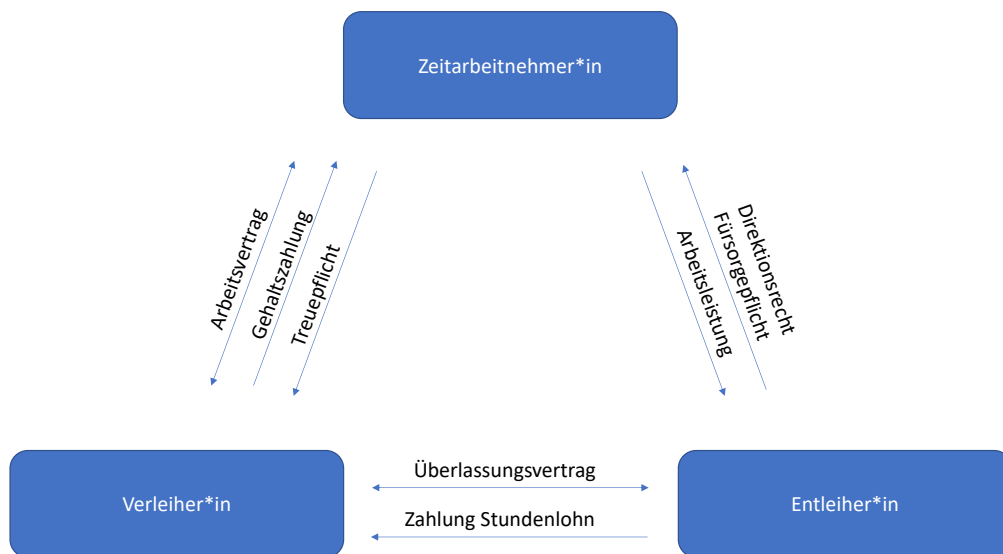 Zeitarbeitnehmer*in
Arbeitsvertrag
Gehaltszahlung
Treuepflicht
Arbeitsleistung
Direktionsrecht
Fürsorgepflicht
Überlassungsvertrag
Zahlung Stundenlohn
Verleiher*in
Entleiher*in